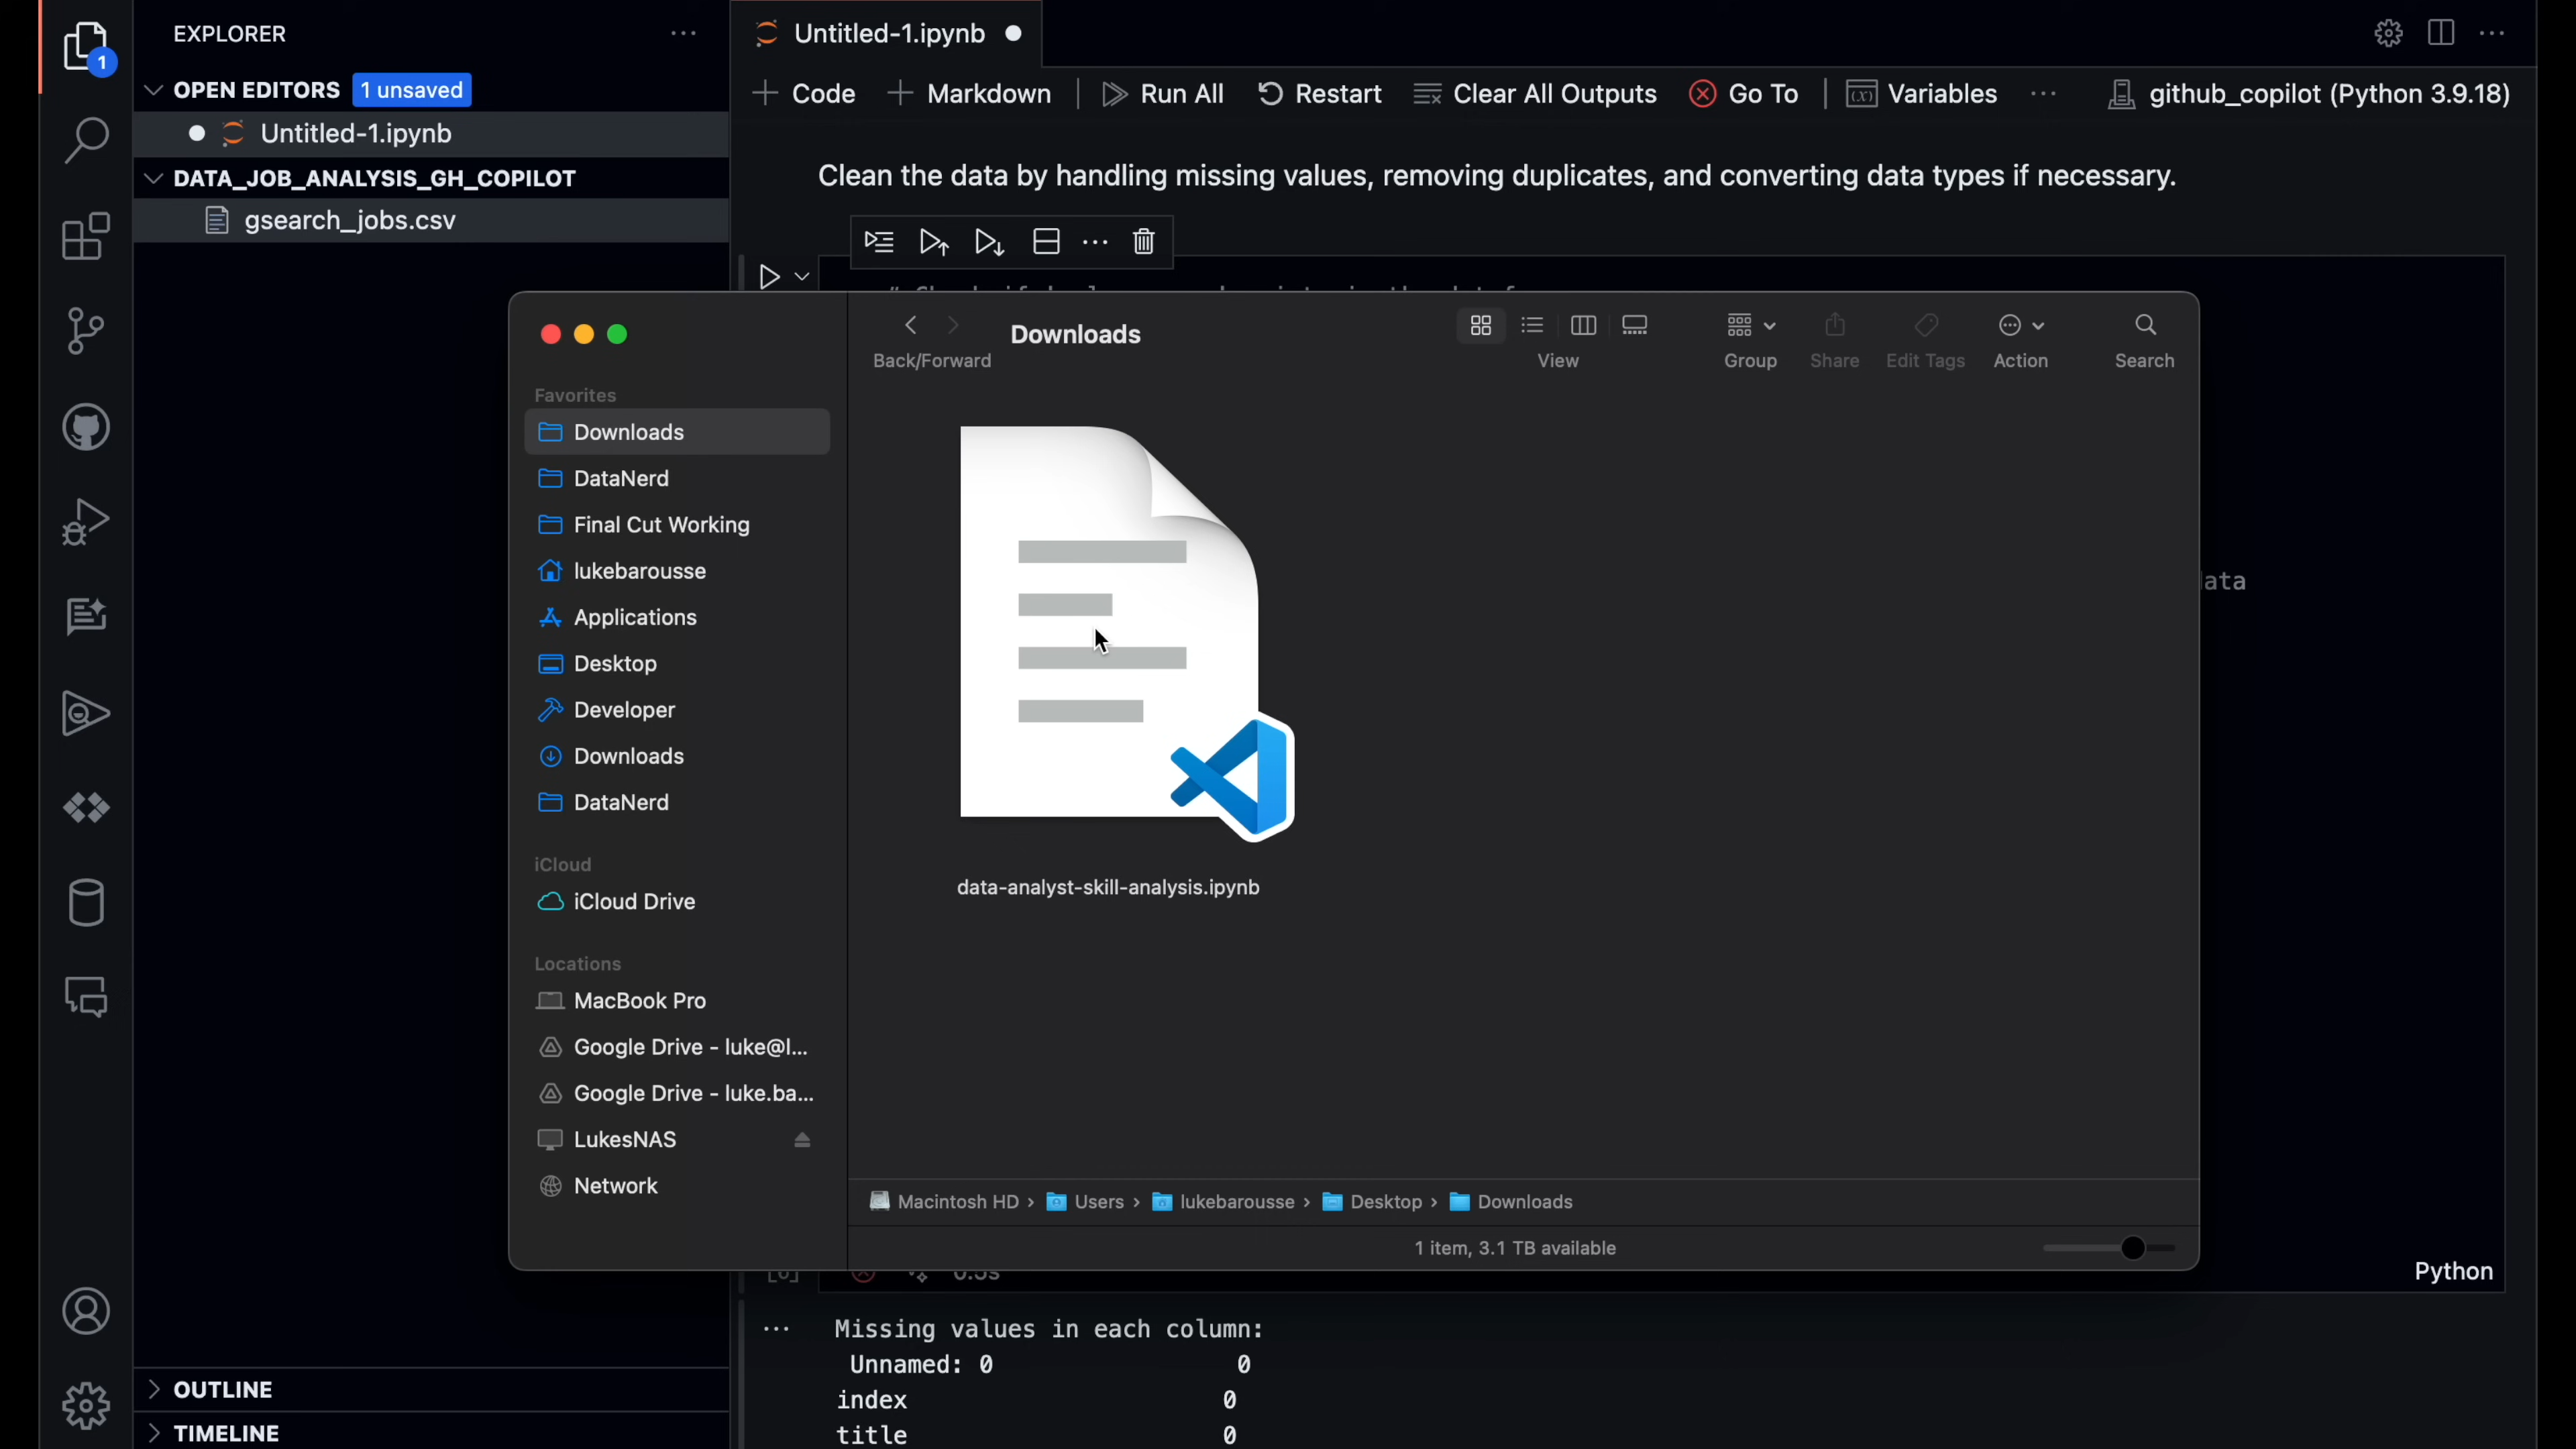 1
EXPLORER
OPEN EDITORS 1 unsaved
Untitled-1.ipynb
DATA_JOB_ANALYSIS_GH_COPILOT
gsearch_jobs.csv
OUTLINE
TIMELINE
Untitled-1.ipynb
Code Markdown Run All Restart Clear All Outputs Go To Variables github_copilot (Python 3.9.18)
Clean the data by handling missing values, removing duplicates, and converting data types if necessary.
Downloads
Back/Forward View Group Share Edit Tags Action Search
Favorites
Downloads
DataNerd
Final Cut Working
lukebarousse
Applications
Desktop
Developer
Downloads
DataNerd
iCloud
iCloud Drive
Locations
MacBook Pro
Google Drive - luke@l...
Google Drive - luke.ba...
LukesNAS
Network
data-analyst-skill-analysis.ipynb
Macintosh HD › Users › lukebarousse › Desktop › Downloads
1 item, 3.1 TB available
Python
Missing values in each column:
Unnamed: 0 0
index 0
title 0